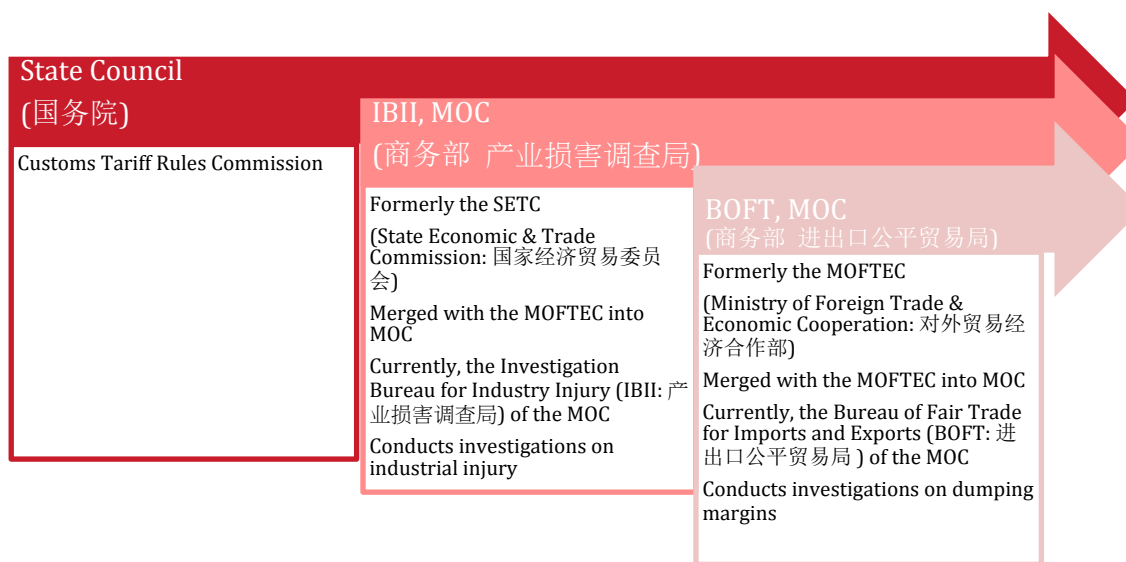 State Council
(国务院)
Customs Tariff Rules Commission
IBII, MOC
(商务部 产业损害调查局)
Formerly the SETC
(State Economic & Trade
Commission: 国家经济贸易委员
会)
Merged with the MOFTEC into
MOC
Currently, the Investigation
Bureau for Industry Injury (IBII: 产
业损害调查局) of the MOC
Conducts investigations on
industrial injury
BOFT, MOC
(商务部 进出口公平贸易局)
Formerly the MOFTEC
(Ministry of Foreign Trade &
Economic Cooperation: 对外贸易经
济合作部)
Merged with the MOFTEC into MOC
Currently, the Bureau of Fair Trade
for Imports and Exports (BOFT: 进
出口公平贸易局 ) of the MOC
Conducts investigations on dumping
margins